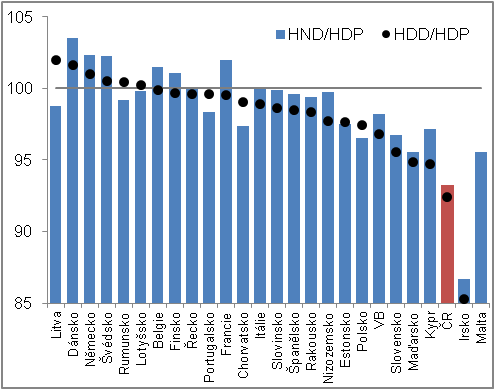 105
HND/HDP
HDD/HDP
100
95
90
85
Litva
Dánsko
Německo
Švédsko
Rumunsko
Lotyšsko
Belgie
Finsko
Řecko
Portugalsko
Francie
Chorvatsko
Itálie
Slovinsko
Španělsko
Rakousko
Nizozemsko
Estonsko
Polsko
VB
Slovensko
Maďarsko
Kypr
ČR
Irsko
Malta